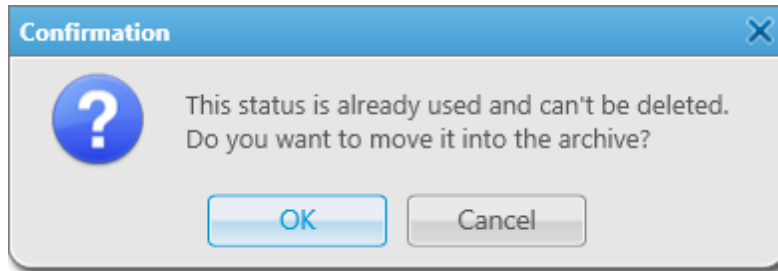 Confirmation
?
This status is already used and can't be deleted.
Do you want to move it into the archive?
OK
Cancel